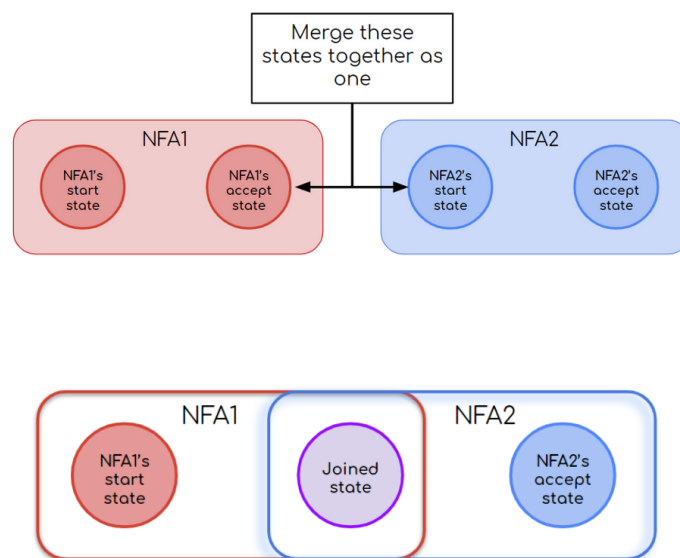 Merge these
states together as
one
NFA1
NFA2
NFA1's
start
state
NFA1's
accept
state
NFA2's
start
state
NFA2's
accept
state
NFA1
NFA2
NFA1's
start
state
Joined
state
NFA2's
accept
state